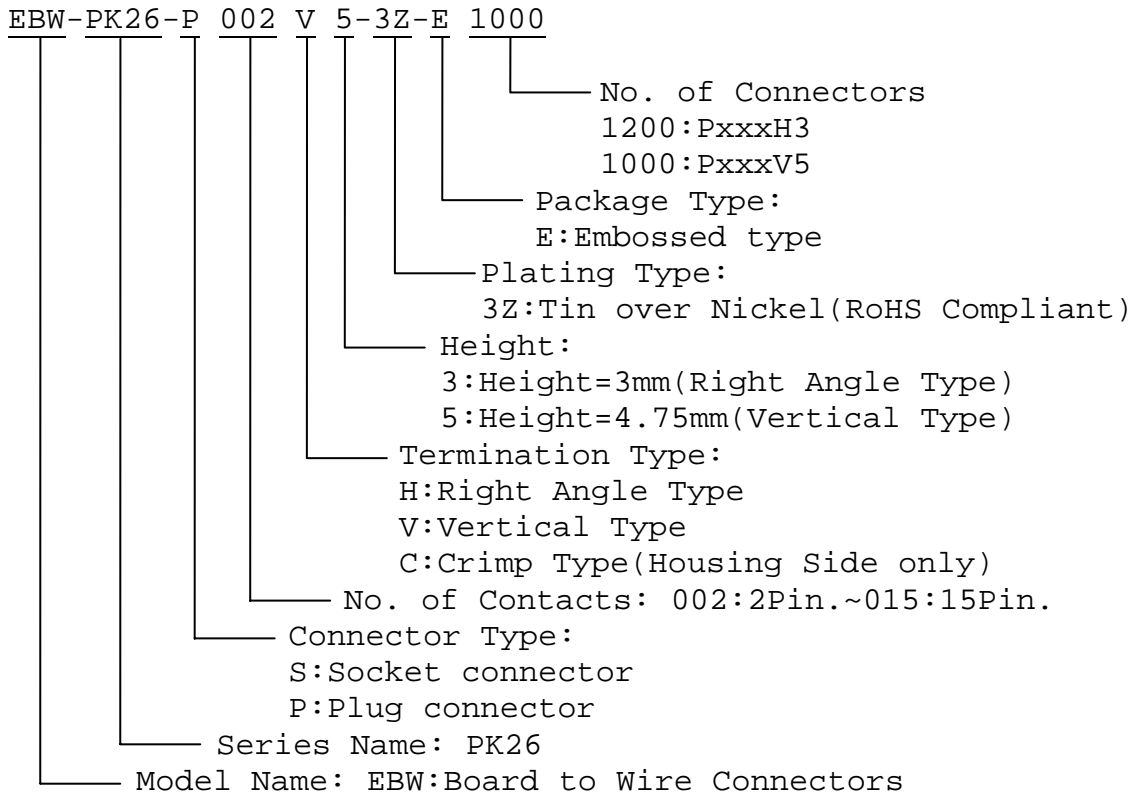 EBW-PK26-P 002 V 5-3Z-E 1000
No. of Connectors
1200:PxxxH3
1000:PxxxV5
Package Type:
E:Embossed type
Plating Type:
3Z:Tin over Nickel(RoHS Compliant)
Height:
3:Height=3mm(Right Angle Type)
5:Height=4.75mm(Vertical Type)
Termination Type:
H:Right Angle Type
V:Vertical Type
C:Crimp Type(Housing Side only)
No. of Contacts: 002:2Pin.~015:15Pin.
Connector Type:
S:Socket connector
P:Plug connector
Series Name: PK26
Model Name: EBW:Board to Wire Connectors